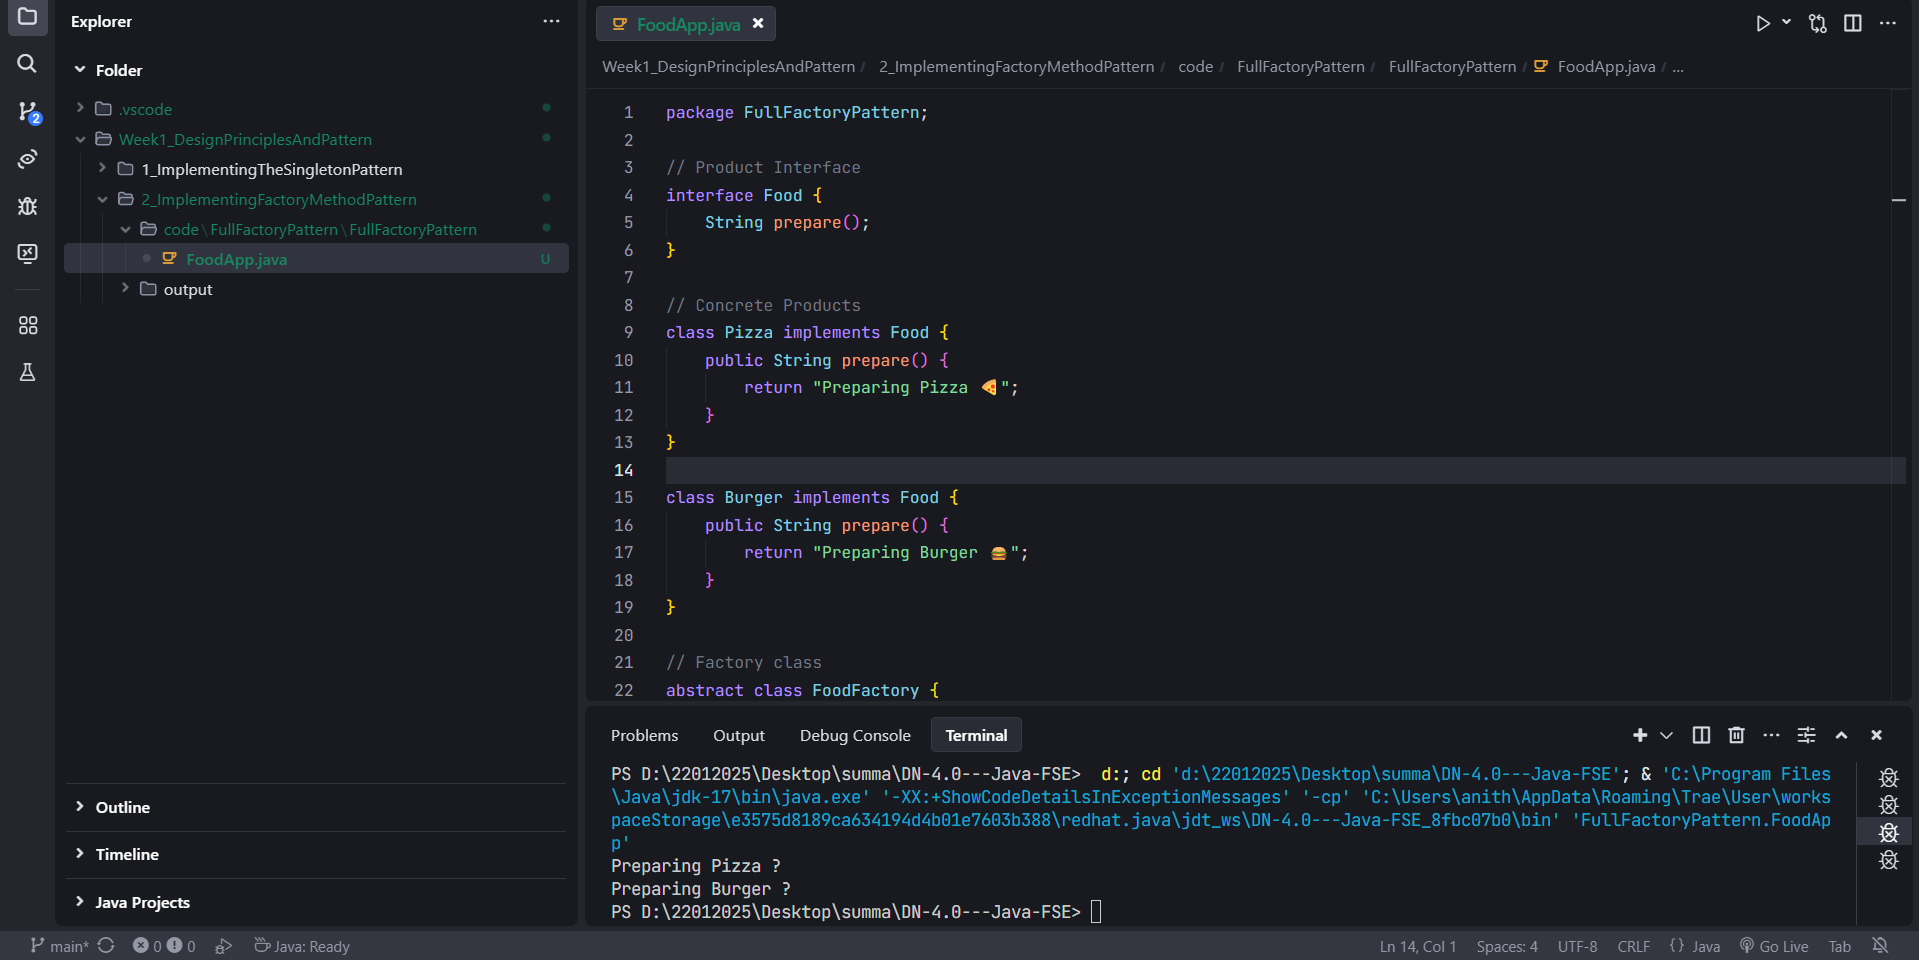 Explorer
Folder
.vscode
Week1_DesignPrinciplesAndPattern
1_ImplementingTheSingletonPattern
2_ImplementingFactoryMethodPattern
code\FullFactoryPattern\FullFactoryPattern
FoodApp.java U
output
Outline
Timeline
Java Projects
2
FoodApp.java
Week1_DesignPrinciplesAndPattern / 2_ImplementingFactoryMethodPattern / code / FullFactoryPattern / FullFactoryPattern / FoodApp.java / ...
1 package FullFactoryPattern;
2
3 // Product Interface
4 interface Food {
5     String prepare();
6 }
7
8 // Concrete Products
9 class Pizza implements Food {
10     public String prepare() {
11         return "Preparing Pizza 🍕";
12     }
13 }
14
15 class Burger implements Food {
16     public String prepare() {
17         return "Preparing Burger 🍔";
18     }
19 }
20
21 // Factory class
22 abstract class FoodFactory {
Problems Output Debug Console Terminal
PS D:\22012025\Desktop\summa\DN-4.0---Java-FSE>  d:; cd 'd:\22012025\Desktop\summa\DN-4.0---Java-FSE'; & 'C:\Program Files
\Java\jdk-17\bin\java.exe' '-XX:+ShowCodeDetailsInExceptionMessages' '-cp' 'C:\Users\anith\AppData\Roaming\Trae\User\works
paceStorage\e3575d8189ca634194d4b01e7603b388\redhat.java\jdt_ws\DN-4.0---Java-FSE_8fbc07b0\bin' 'FullFactoryPattern.FoodAp
p'
Preparing Pizza ?
Preparing Burger ?
PS D:\22012025\Desktop\summa\DN-4.0---Java-FSE>
main* 0 0 Java: Ready Ln 14, Col 1 Spaces: 4 UTF-8 CRLF {} Java Go Live Tab